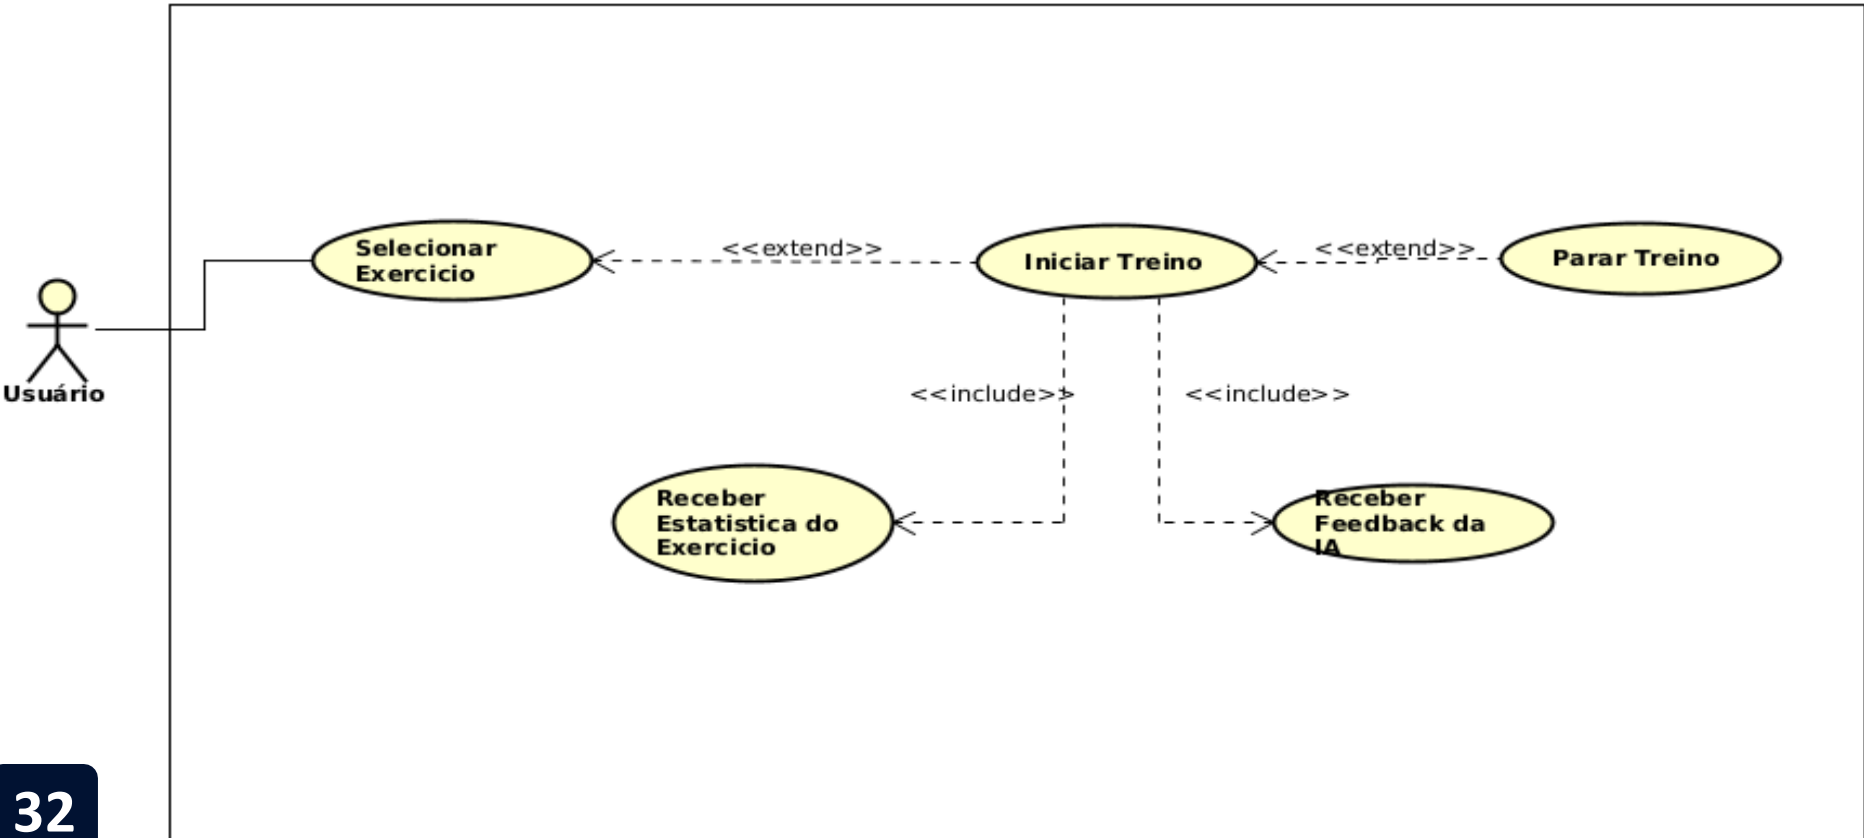 Selecionar
Exercicio
<<extend>>
Iniciar Treino
<<extend>>
Parar Treino
Usuário
<<include>>
<<include>>
Receber
Estatistica do
Exercicio
Receber
Feedback da
IA
32